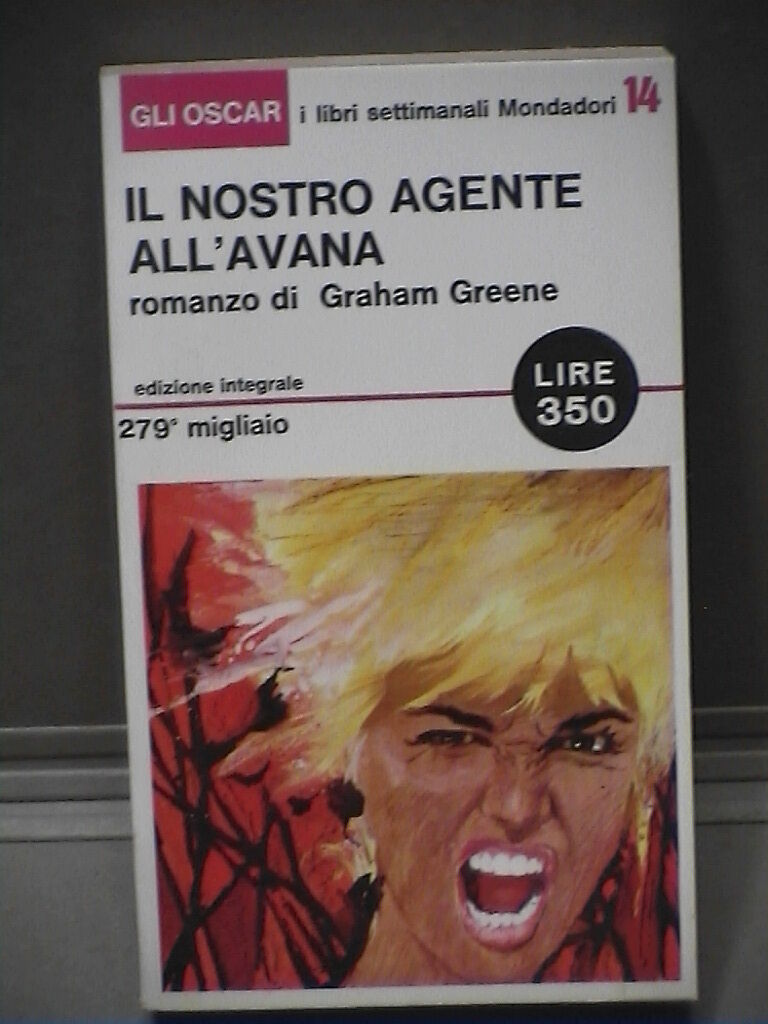 GLI OSCAR i libri settimanali Mondadori 14
IL NOSTRO AGENTE
ALL'AVANA
romanzo di Graham Greene
edizione integrale
LIRE
350
279° migliaio